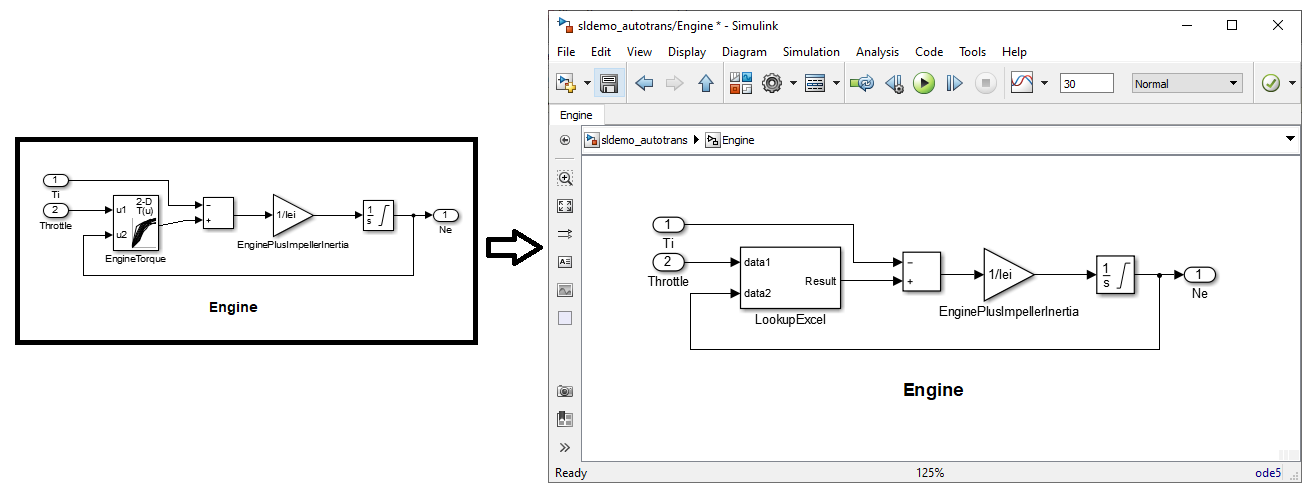 1
Ti
2
Throttle
u1
u2
2-D
T(u)
EngineTorque
−
+
1/Iei
EnginePlusImpellerInertia
1
s
1
Ne
Engine
sldemo_autotrans/Engine * - Simulink
File Edit View Display Diagram Simulation Analysis Code Tools Help
30 Normal
Engine
sldemo_autotrans Engine
1
Ti
2
Throttle
data1
data2
Result
LookupExcel
−
+
1/Iei
EnginePlusImpellerInertia
1
s
1
Ne
Engine
Ready 125% ode5